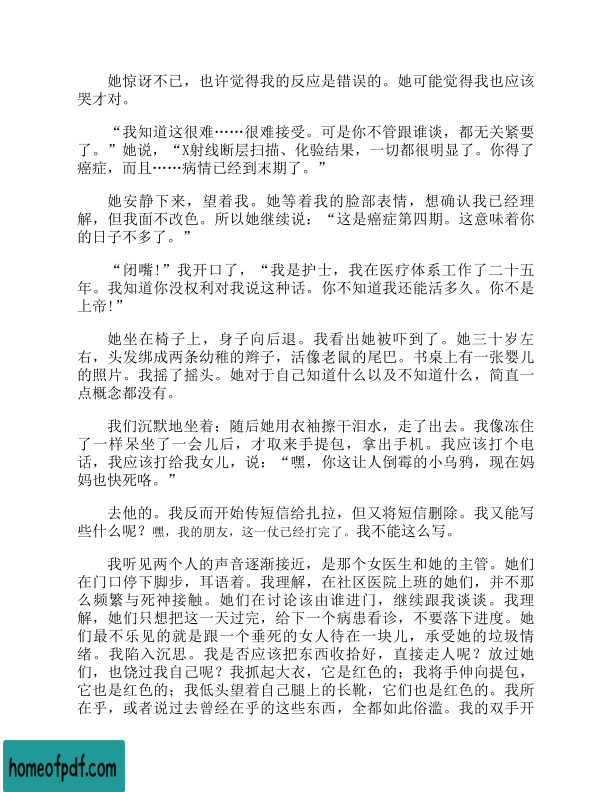 她惊讶不已，也许觉得我的反应是错误的。她可能觉得我也应该
哭才对。
“我知道这很难……很难接受。可是你不管跟谁谈，都无关紧要
了。”她说，“X射线断层扫描、化验结果，一切都很明显了。你得了
癌症，而且……病情已经到末期了。”
她安静下来，望着我。她等着我的脸部表情，想确认我已经理
解，但我面不改色。所以她继续说：“这是癌症第四期。这意味着你
的日子不多了。”
“闭嘴!”我开口了，“我是护士，我在医疗体系工作了二十五
年。我知道你没权利对我说这种话。你不知道我还能活多久。你不是
上帝!”
她坐在椅子上，身子向后退。我看出她被吓到了。她三十岁左
右，头发绑成两条幼稚的辫子，活像老鼠的尾巴。书桌上有一张婴儿
的照片。我摇了摇头。她对于自己知道什么以及不知道什么，简直一
点概念都没有。
我们沉默地坐着；随后她用衣袖擦干泪水，走了出去。我像冻住
了一样呆坐了一会儿后，才取来手提包，拿出手机。我应该打个电
话，我应该打给我女儿，说：“嘿，你这让人倒霉的小乌鸦，现在妈
妈也快死咯。”
去他的。我反而开始传短信给扎拉，但又将短信删除。我又能写
些什么呢？嘿，我的朋友，这一仗已经打完了。我不能这么写。
我听见两个人的声音逐渐接近，是那个女医生和她的主管。她们
在门口停下脚步，耳语着。我理解，在社区医院上班的她们，并不那
么频繁与死神接触。她们在讨论该由谁进门，继续跟我谈谈。我理
解，她们只想把这一天过完，给下一个病患看诊，不要落下进度。她
们最不乐见的就是跟一个垂死的女人待在一块儿，承受她的垃圾情
绪。我陷入沉思。我是否应该把东西收拾好，直接走人呢？放过她
们，也饶过我自己呢？我抓起大衣，它是红色的；我将手伸向提包，
它也是红色的；我低头望着自己腿上的长靴，它们也是红色的。我所
在乎，或者说过去曾经在乎的这些东西，全都如此俗滥。我的双手开
homeofpdf.com